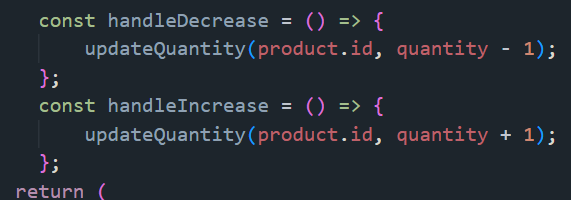 const handleDecrease = () => {
updateQuantity(product.id, quantity - 1);
};
const handleIncrease = () => {
updateQuantity(product.id, quantity + 1);
};
return (